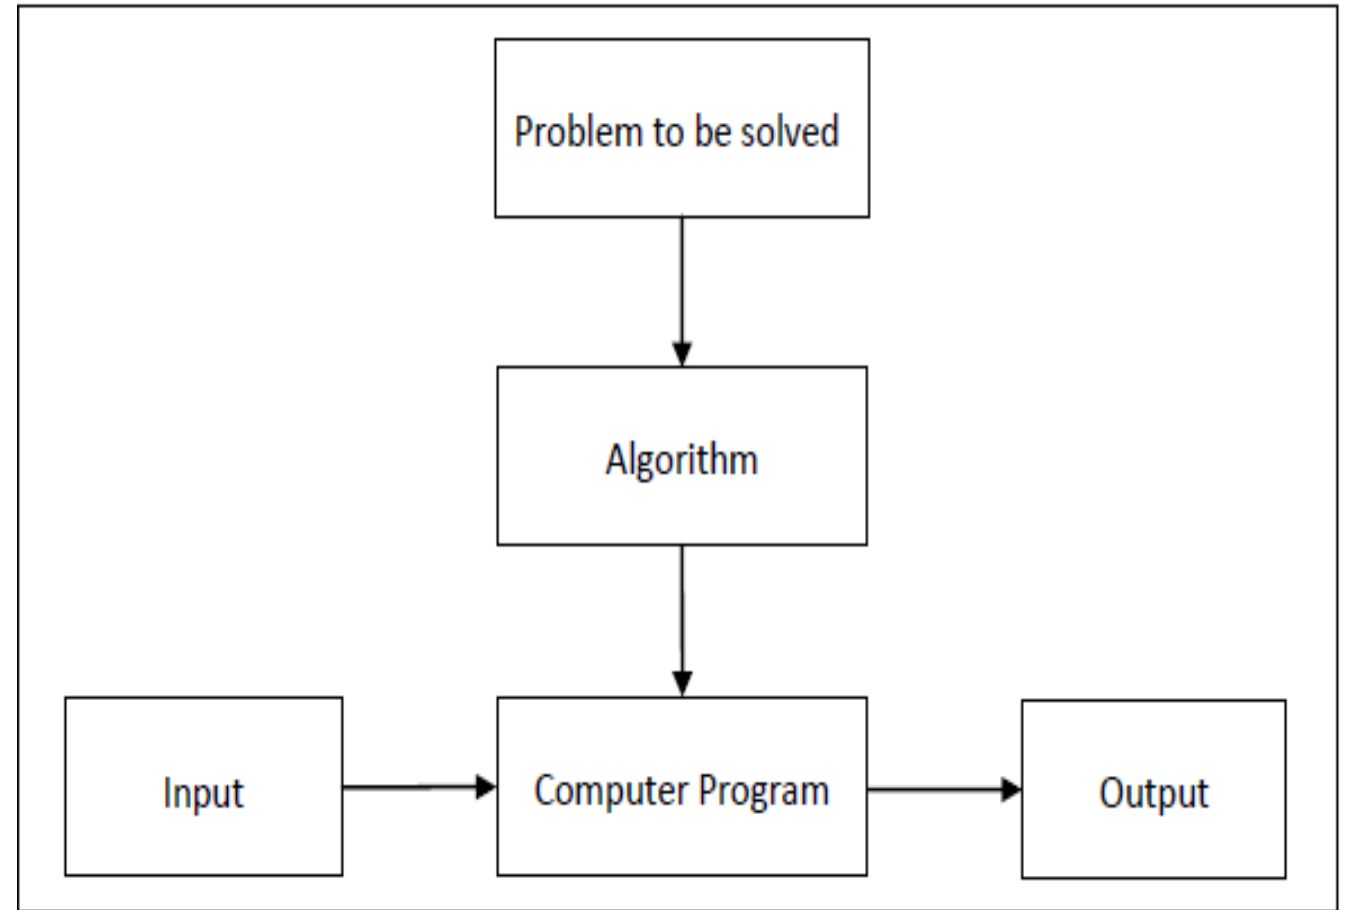 Problem to be solved
Algorithm
Input
Computer Program
Output